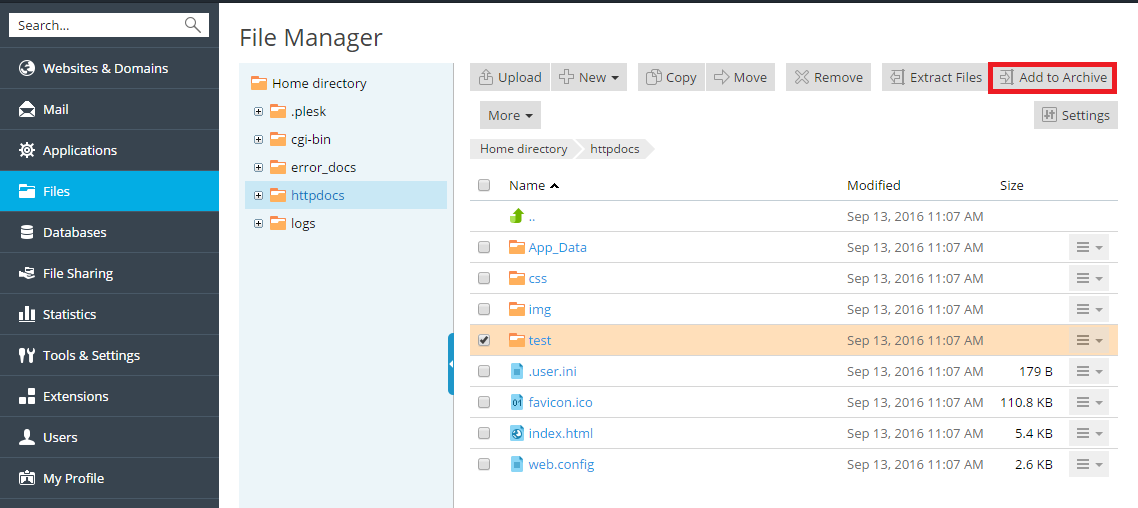 Search...
Websites & Domains
Mail
Applications
Files
Databases
File Sharing
Statistics
Tools & Settings
Extensions
Users
My Profile
File Manager
Home directory
.plesk
cgi-bin
error_docs
httpdocs
logs
Upload New Copy Move Remove Extract Files Add to Archive
More Settings
Home directory httpdocs
Name Modified Size
.. Sep 13, 2016 11:07 AM
App_Data Sep 13, 2016 11:07 AM
css Sep 13, 2016 11:07 AM
img Sep 13, 2016 11:07 AM
test Sep 13, 2016 11:07 AM
.user.ini Sep 13, 2016 11:07 AM 179 B
01 favicon.ico Sep 13, 2016 11:07 AM 110.8 KB
index.html Sep 13, 2016 11:07 AM 5.4 KB
web.config Sep 13, 2016 11:07 AM 2.6 KB